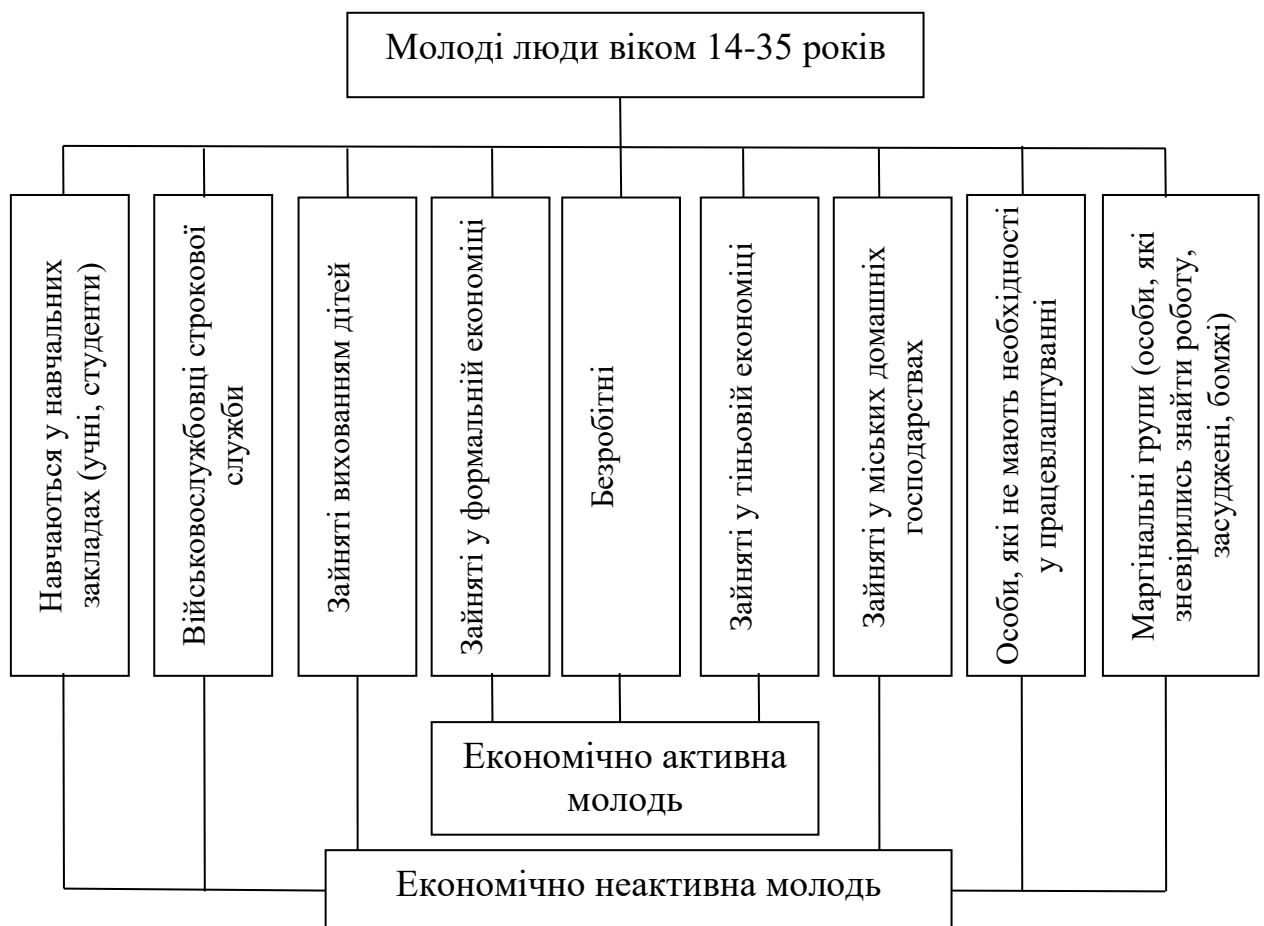 Молоді люди віком 14-35 років
Навчаються у навчальних
закладах (учні, студенти)
Військовослужбовці строкової
служби
Зайняті вихованням дітей
Зайняті у формальній економіці
Безробітні
Зайняті у тіньовій економіці
Зайняті у міських домашніх
господарствах
Особи, які не мають необхідності
у працевлаштуванні
Маргінальні групи (особи, які
зневірились знайти роботу,
засуджені, бомжі)
Економічно активна
молодь
Економічно неактивна молодь